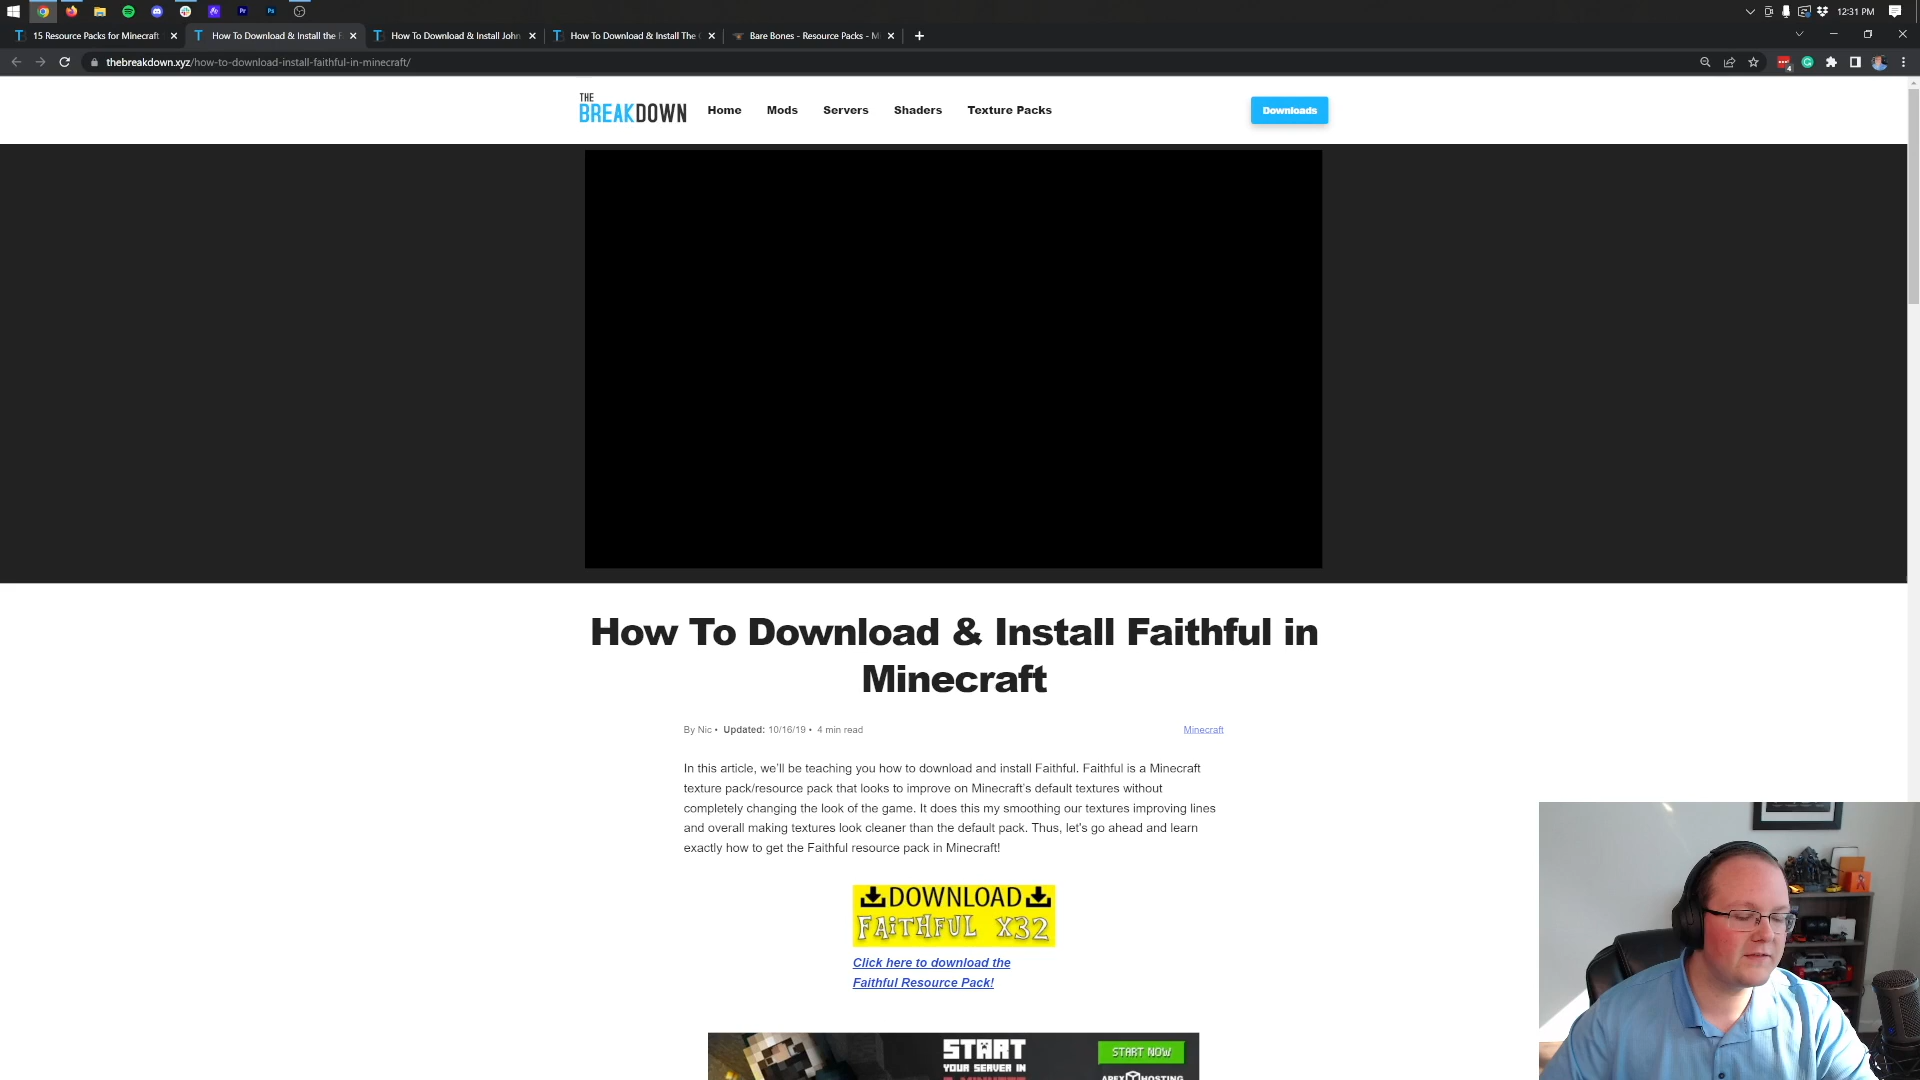 12:31 PM
15 Resource Packs for Minecraft
How To Download & Install the F
How To Download & Install John
How To Download & Install The
Bare Bones - Resource Packs - M
thebreakdown.xyz/how-to-download-install-faithful-in-minecraft/
4
THE
BREAKDOWN
Home
Mods
Servers
Shaders
Texture Packs
Downloads
How To Download & Install Faithful in
Minecraft
By Nic • Updated: 10/16/19 • 4 min read
Minecraft
In this article, we'll be teaching you how to download and install Faithful. Faithful is a Minecraft
texture pack/resource pack that looks to improve on Minecraft's default textures without
completely changing the look of the game. It does this my smoothing our textures improving lines
and overall making textures look cleaner than the default pack. Thus, let's go ahead and learn
exactly how to get the Faithful resource pack in Minecraft!
DOWNLOAD
FAITHFUL X32
Click here to download the
Faithful Resource Pack!
START
YOUR SERVER IN
START NOW
APEX HOSTING